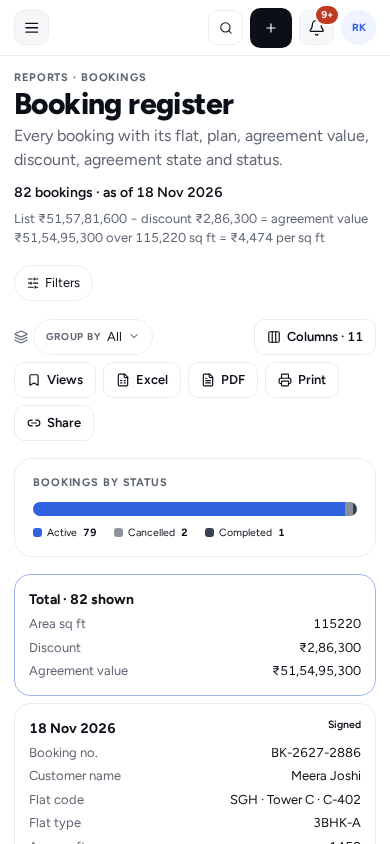 9+
RK
REPORTS · BOOKINGS
Booking register
Every booking with its flat, plan, agreement value,
discount, agreement state and status.
82 bookings · as of 18 Nov 2026
List ₹51,57,81,600 − discount ₹2,86,300 = agreement value
₹51,54,95,300 over 115,220 sq ft = ₹4,474 per sq ft
Filters
GROUP BY All
Columns · 11
Views
Excel
PDF
Print
Share
BOOKINGS BY STATUS
Active 79 Cancelled 2 Completed 1
Total · 82 shown
Area sq ft 115220
Discount ₹2,86,300
Agreement value ₹51,54,95,300
18 Nov 2026 Signed
Booking no. BK-2627-2886
Customer name Meera Joshi
Flat code SGH · Tower C · C-402
Flat type 3BHK-A